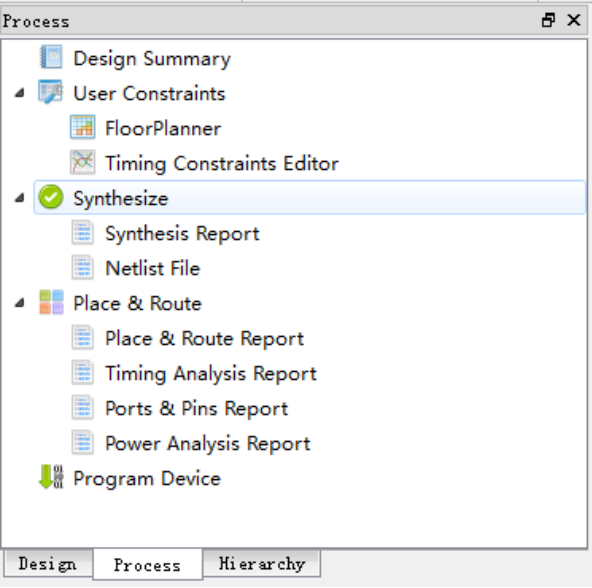 Process
Design Summary
User Constraints
FloorPlanner
Timing Constraints Editor
Synthesize
Synthesis Report
Netlist File
Place & Route
Place & Route Report
Timing Analysis Report
Ports & Pins Report
Power Analysis Report
Program Device
Design Process Hierarchy